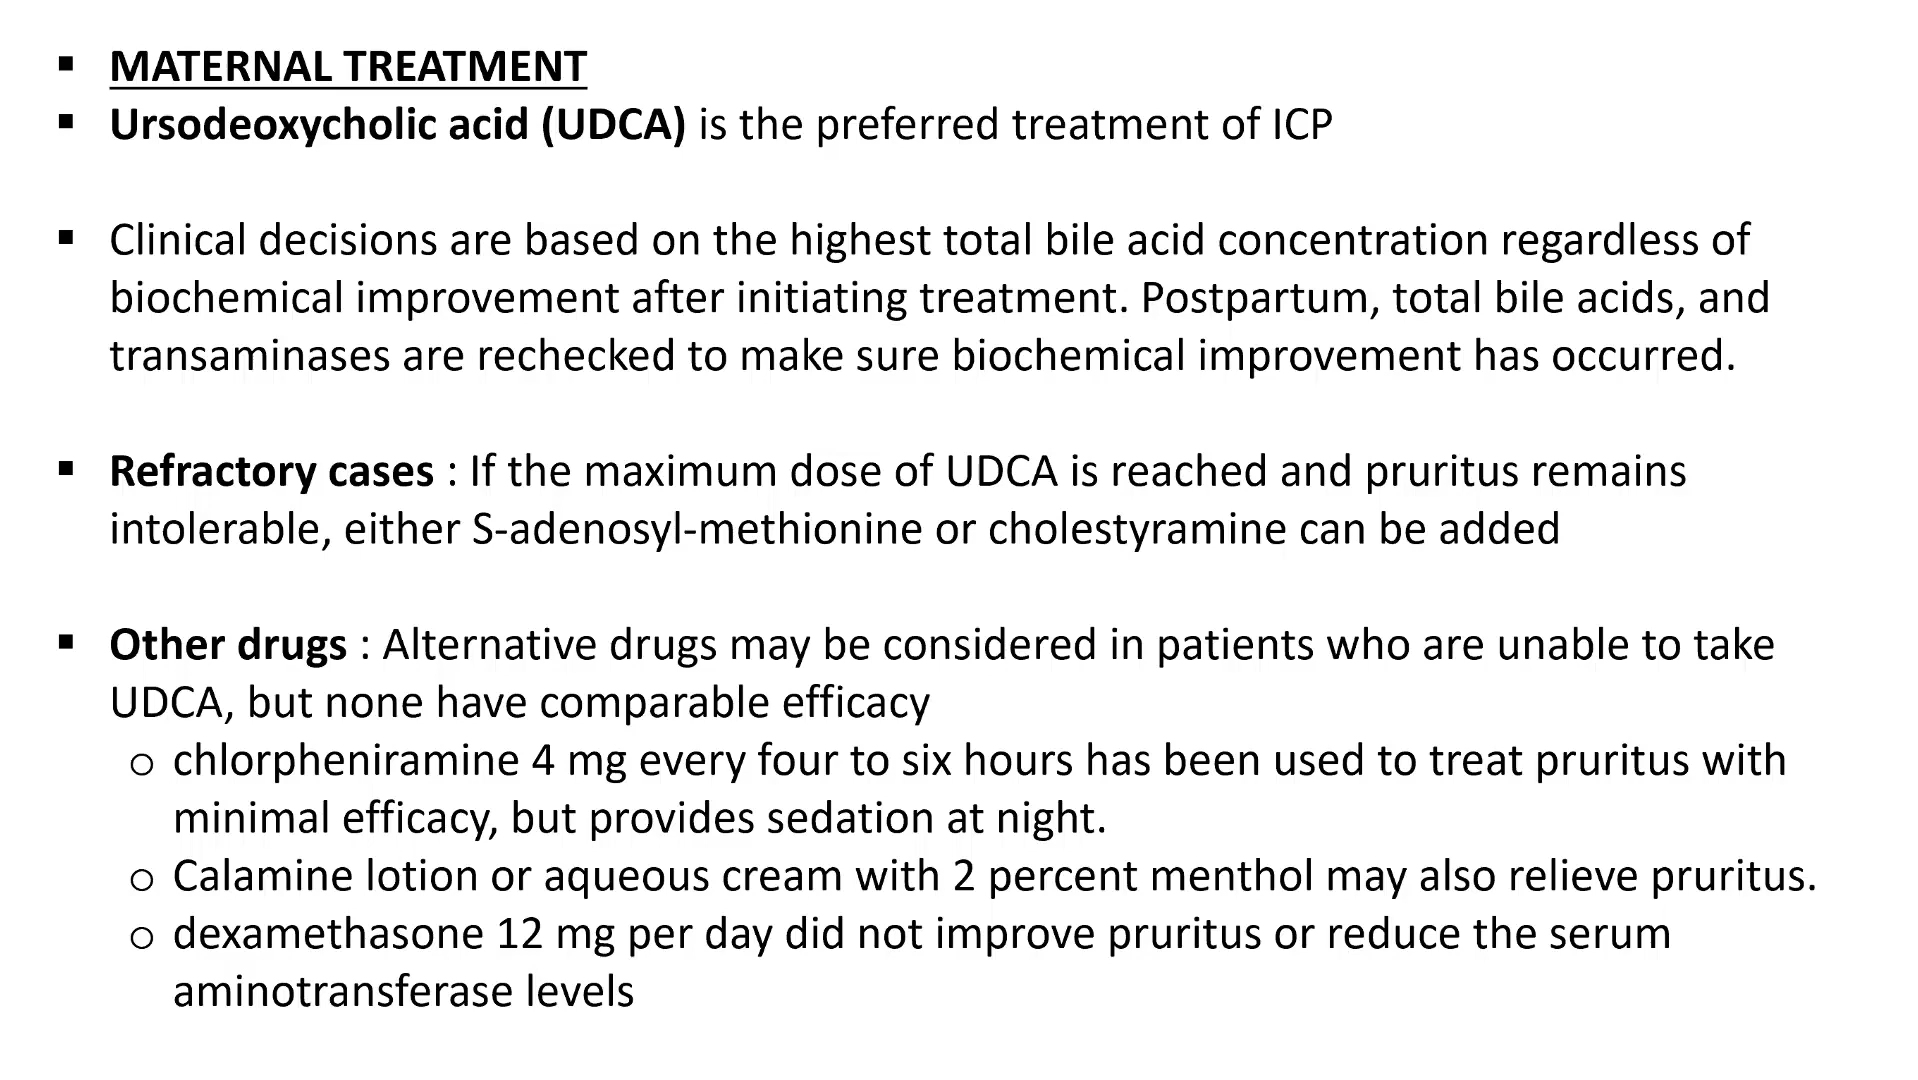 ▪ MATERNAL TREATMENT
▪ Ursodeoxycholic acid (UDCA) is the preferred treatment of ICP
▪ Clinical decisions are based on the highest total bile acid concentration regardless of
biochemical improvement after initiating treatment. Postpartum, total bile acids, and
transaminases are rechecked to make sure biochemical improvement has occurred.
▪ Refractory cases : If the maximum dose of UDCA is reached and pruritus remains
intolerable, either S-adenosyl-methionine or cholestyramine can be added
▪ Other drugs : Alternative drugs may be considered in patients who are unable to take
UDCA, but none have comparable efficacy
o chlorpheniramine 4 mg every four to six hours has been used to treat pruritus with
minimal efficacy, but provides sedation at night.
o Calamine lotion or aqueous cream with 2 percent menthol may also relieve pruritus.
o dexamethasone 12 mg per day did not improve pruritus or reduce the serum
aminotransferase levels